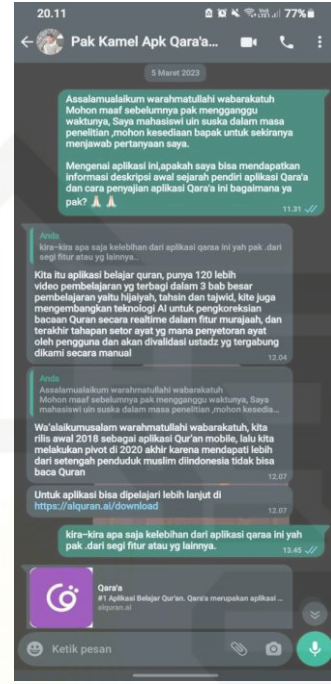 20.11
77%
Pak Kamel Apk Qara'a...
5 Maret 2023
Assalamualaikum warahmatullahi wabarakatuh
Mohon maaf sebelumnya pak mengganggu
waktunya, Saya mahasiswi uin suska dalam masa
penelitian ,mohon kesediaan bapak untuk sekiranya
menjawab pertanyaan saya.
Mengenai aplikasi ini,apakah saya bisa mendapatkan
informasi deskripsi awal sejarah pendiri aplikasi Qara'a
dan cara penyajian aplikasi Qara'a ini bagaimana ya
pak? 🙏🙏
11.31
Anda
kira-kira apa saja kelebihan dari aplikasi qaraa ini yah pak .dari
segi fitur atau yg lainnya..
Kita itu aplikasi belajar quran, punya 120 lebih
video pembelajaran yg terbagi dalam 3 bab besar
pembelajaran yaitu hijaiyah, tahsin dan tajwid, kite juga
mengembangkan teknologi AI untuk pengkoreksian
bacaan Quran secara realtime dalam fitur murajaah, dan
terakhir tahapan setor ayat yg mana penyetoran ayat
oleh pengguna dan akan divalidasi ustadz yg tergabung
dikami secara manual
12.04
Anda
Assalamualaikum warahmatullahi wabarakatuh
Mohon maaf sebelumnya pak mengganggu waktunya, Saya
mahasiswi uin suska dalam masa penelitian ,mohon kesedia...
Wa'alaikumusalam warahmatullahi wabarakatuh, kita
rilis awal 2018 sebagai aplikasi Qur'an mobile, lalu kita
melakukan pivot di 2020 akhir karena mendapati lebih
dari setengah penduduk muslim diindonesia tidak bisa
baca Quran
12.07
Untuk aplikasi bisa dipelajari lebih lanjut di
https://alquran.ai/download
12.07
kira-kira apa saja kelebihan dari aplikasi qaraa ini yah
pak .dari segi fitur atau yg lainnya.
13.45
Qara'a
#1 Aplikasi Belajar Qur'an. Qara'a merupakan aplikasi ...
alquran.ai
Ketik pesan